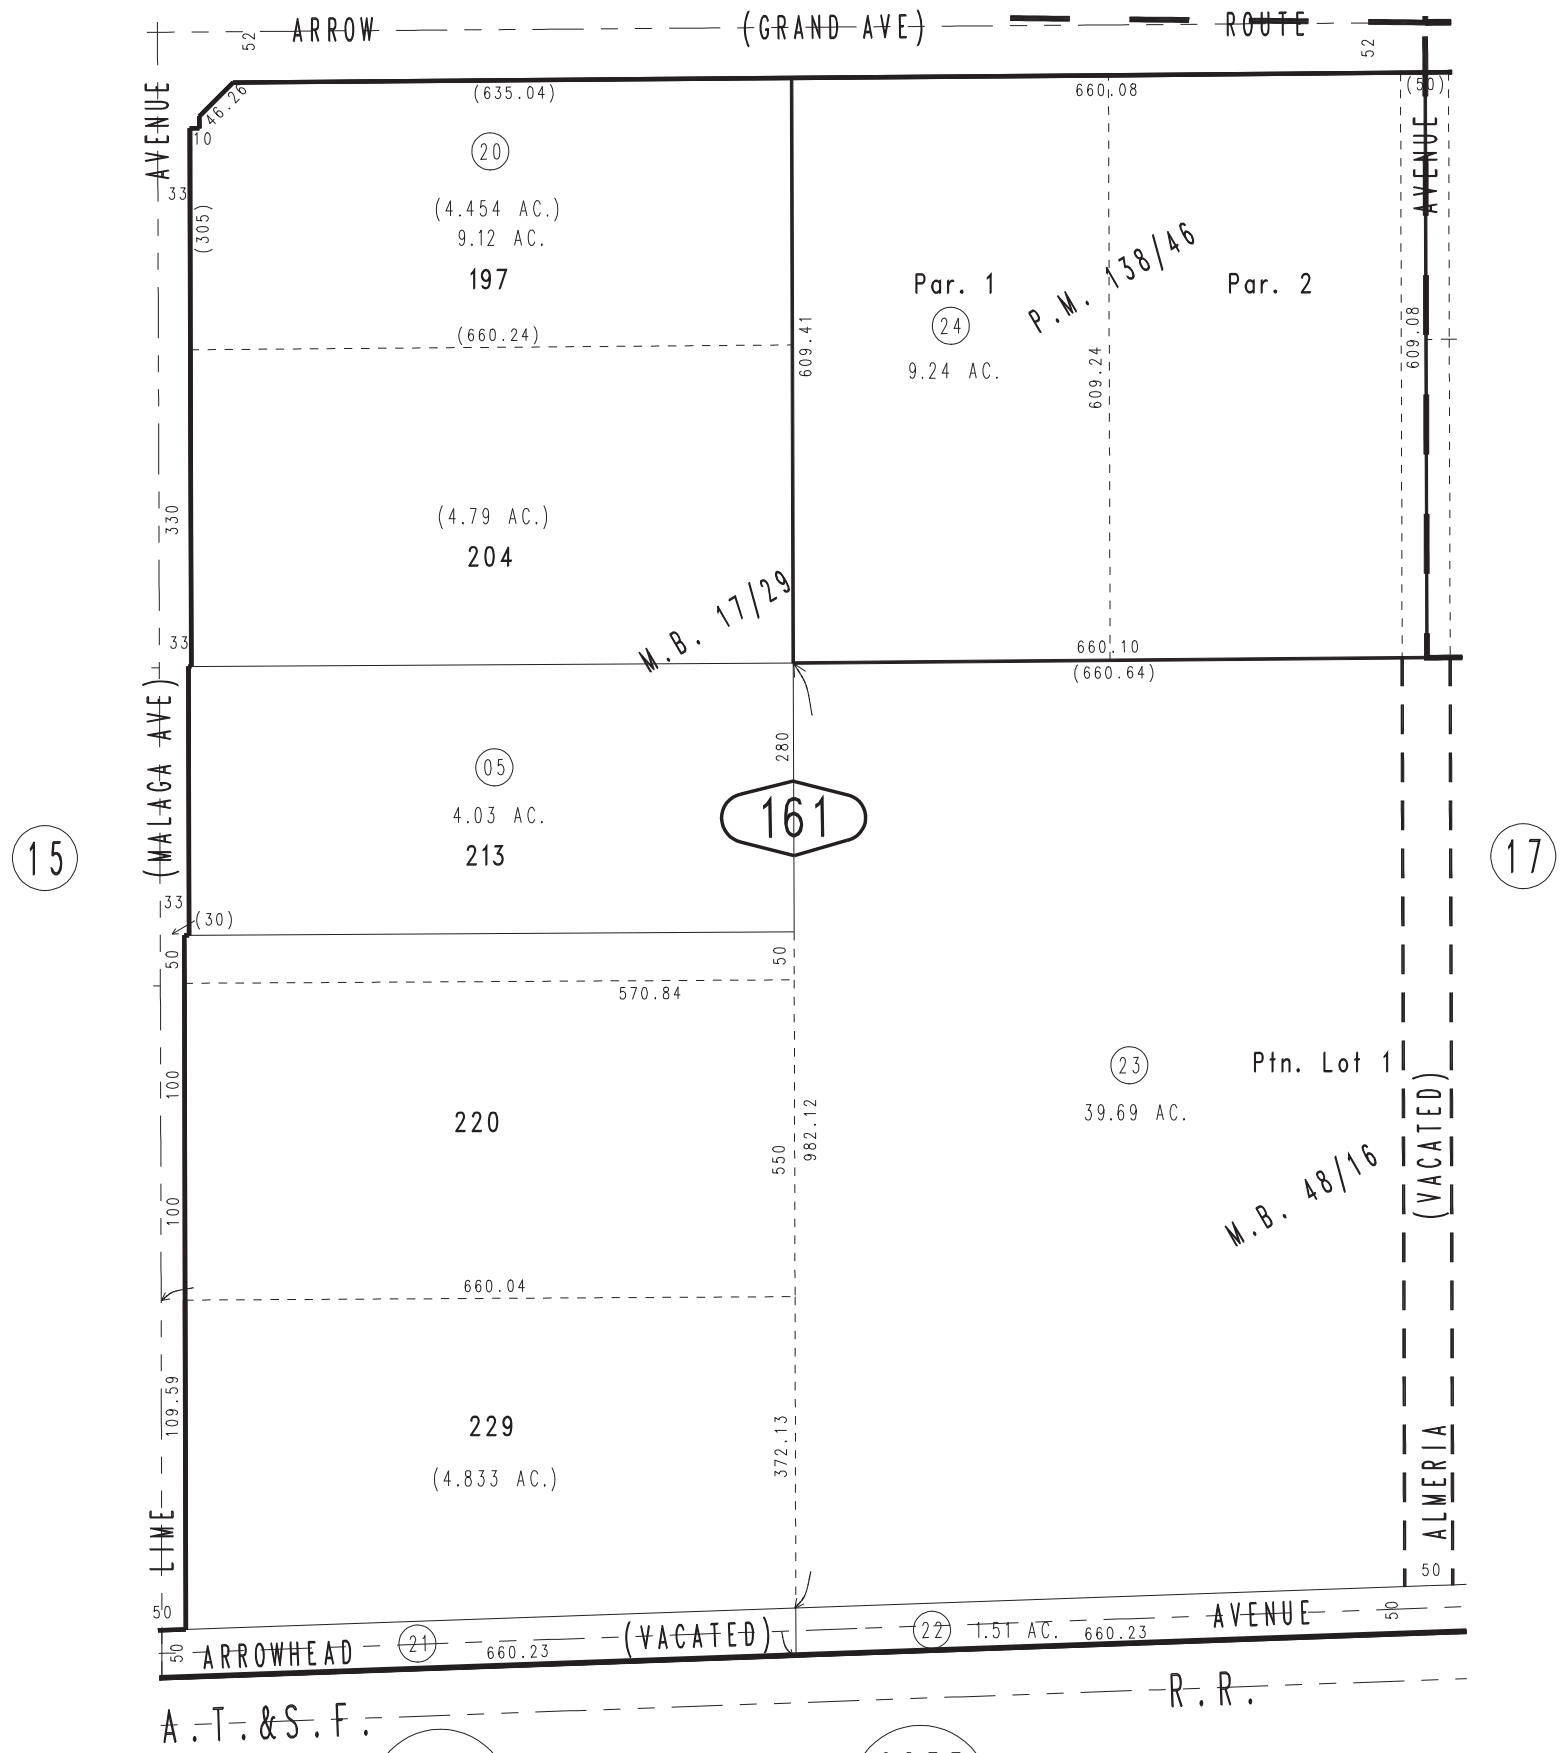 ARROW (GRAND AVE) ROUTE
52
52
46.26
(635.04)
660.08
(50)
AVENUE
AVENUE
10
20
33
(305)
(4.454 AC.)
9.12 AC.
197
(660.24)
P.M. 138/46
Par. 1
Par. 2
24
9.24 AC.
609.41
609.24
609.08
330
(4.79 AC.)
204
M.B. 17/29
33
660.10
(660.64)
(MALAGA AVE)
280
05
4.03 AC.
213
161
15
17
33
(30)
50
50
570.84
23
39.69 AC.
Ptn. Lot 1
100
220
982.12
550
(VACATED)
M.B. 48/16
100
660.04
109.59
229
(4.833 AC.)
372.13
LIME
ALMERIA
50
50
50
50
ARROWHEAD 21 660.23 (VACATED) 22 1.51 AC. 660.23 AVENUE
A.T.&S.F. R.R.